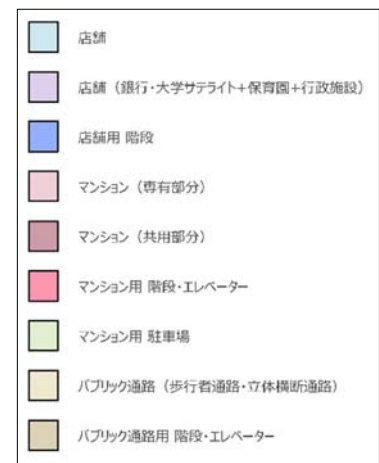 店舗
店舗（銀行・大学サテライト+保育園+行政施設）
店舗用 階段
マンション（専有部分）
マンション（共用部分）
マンション用 階段・エレベーター
マンション用 駐車場
パブリック通路（歩行者通路・立体横断通路）
パブリック通路用 階段・エレベーター